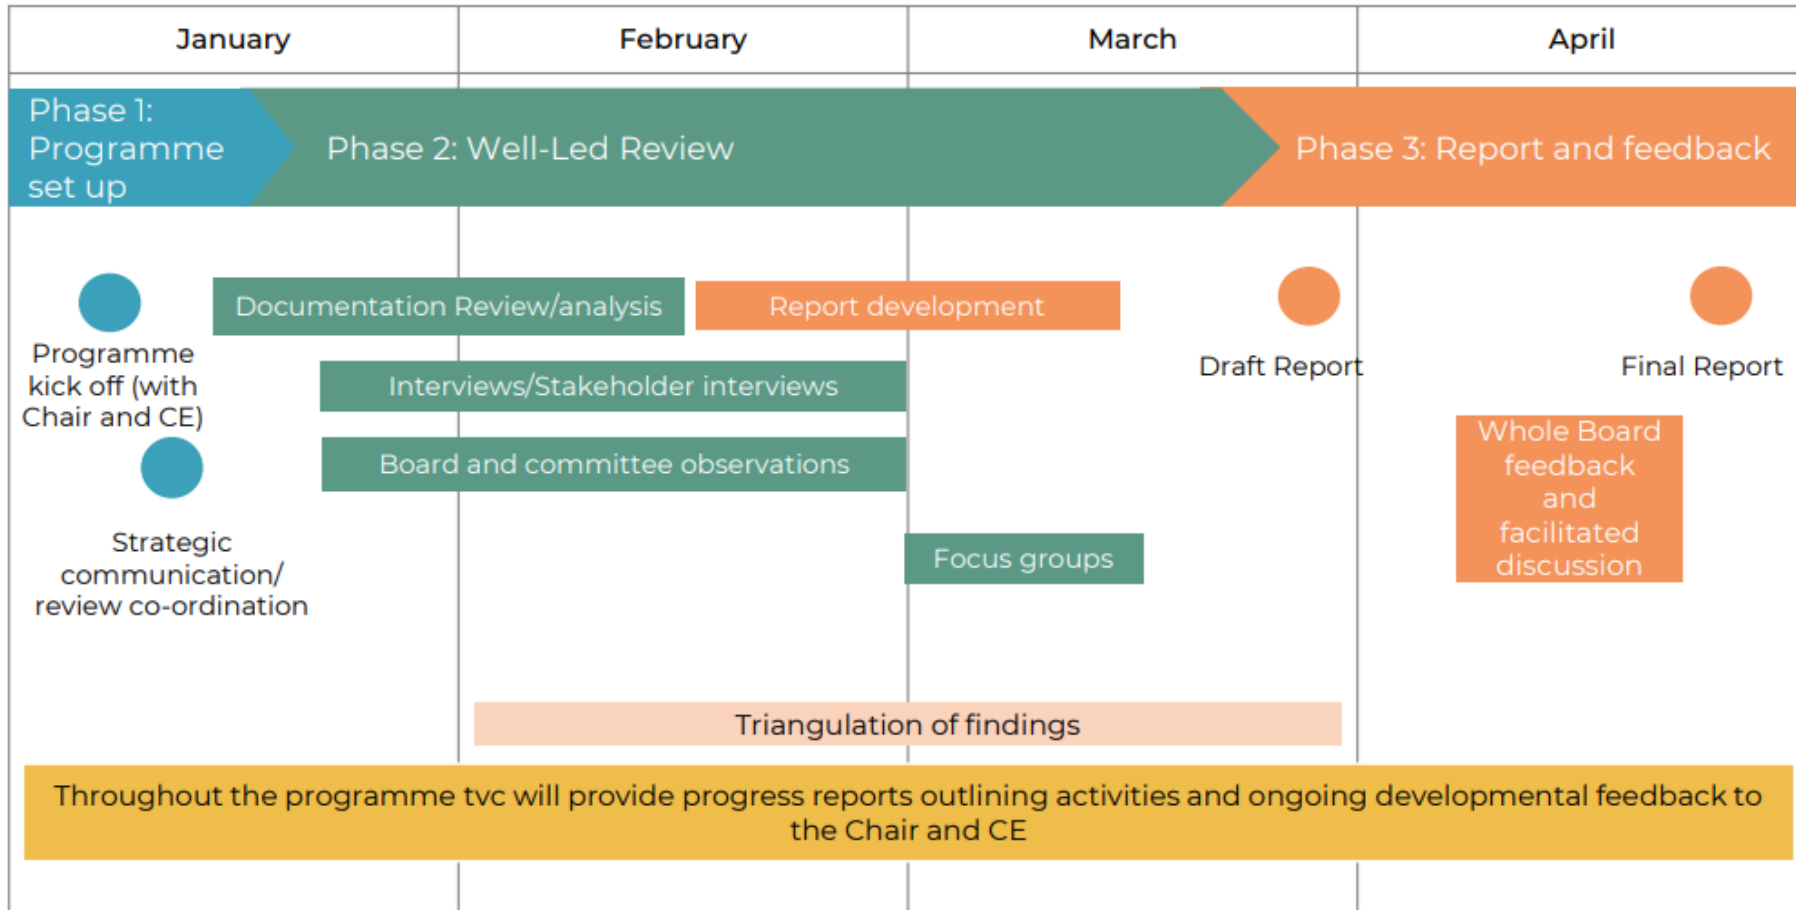 January
February
March
April
Phase 1:
Programme
set up
Phase 2: Well-Led Review
Phase 3: Report and feedback
Documentation Review/analysis
Report development
Programme
kick off (with
Chair and CE)
Draft Report
Final Report
Interviews/Stakeholder interviews
Board and committee observations
Whole Board
feedback
and
facilitated
discussion
Strategic
communication/
review co-ordination
Focus groups
Triangulation of findings
Throughout the programme tvc will provide progress reports outlining activities and ongoing developmental feedback to
the Chair and CE